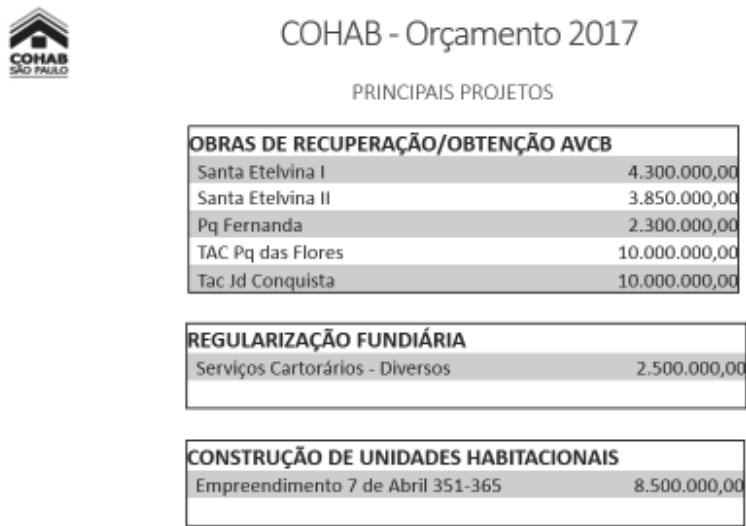 COHAB
SÃO PAULO
COHAB - Orçamento 2017
PRINCIPAIS PROJETOS
OBRAS DE RECUPERAÇÃO/OBTENÇÃO AVCB
Santa Etelvina I 4.300.000,00
Santa Etelvina II 3.850.000,00
Pq Fernanda 2.300.000,00
TAC Pq das Flores 10.000.000,00
Tac Jd Conquista 10.000.000,00
REGULARIZAÇÃO FUNDIÁRIA
Serviços Cartorários - Diversos 2.500.000,00
CONSTRUÇÃO DE UNIDADES HABITACIONAIS
Empreendimento 7 de Abril 351-365 8.500.000,00